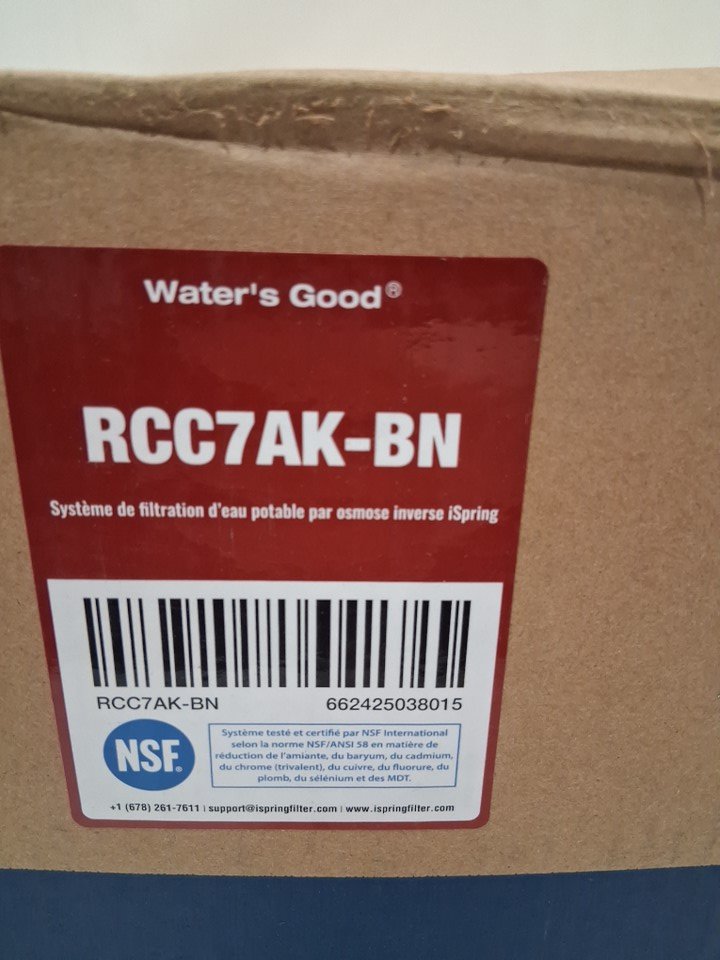 Water's Good®
RCC7AK-BN
Système de filtration d'eau potable par osmose inverse iSpring
RCC7AK-BN 662425038015
NSF®
Système testé et certifié par NSF International
selon la norme NSF/ANSI 58 en matière de
réduction de l'amiante, du baryum, du cadmium,
du chrome (trivalent), du cuivre, du fluorure, du
plomb, du sélénium et des MDT.
+1 (678) 261-7611 | support@ispringfilter.com | www.ispringfilter.com